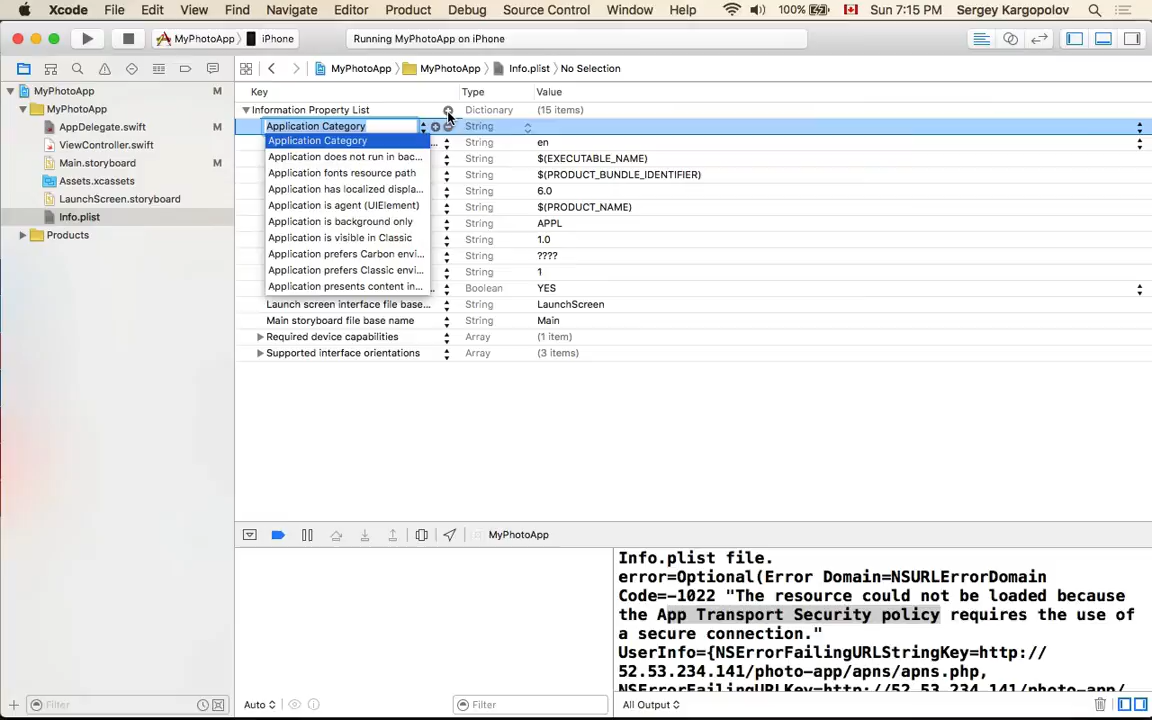 Xcode File Edit View Find Navigate Editor Product Debug Source Control Window Help 100% Sun 7:15 PM Sergey Kargopolov
MyPhotoApp iPhone Running MyPhotoApp on iPhone
MyPhotoApp MyPhotoApp Info.plist No Selection
MyPhotoApp M
MyPhotoApp
AppDelegate.swift M
ViewController.swift
Main.storyboard M
Assets.xcassets
LaunchScreen.storyboard
Info.plist
Products
Key Type Value
Information Property List Dictionary (15 items)
Application Category String
Application Category en
Application does not run in bac... String $(EXECUTABLE_NAME)
Application fonts resource path String $(PRODUCT_BUNDLE_IDENTIFIER)
Application has localized displa... String 6.0
Application is agent (UIElement) String $(PRODUCT_NAME)
Application is background only String APPL
Application is visible in Classic String 1.0
Application prefers Carbon envi... String ????
Application prefers Classic envi... String 1
Application presents content in... Boolean YES
Launch screen interface file base... String LaunchScreen
Main storyboard file base name String Main
Required device capabilities Array (1 item)
Supported interface orientations Array (3 items)
MyPhotoApp
Info.plist file.
error=Optional(Error Domain=NSURLErrorDomain
Code=-1022 "The resource could not be loaded because
the App Transport Security policy requires the use of
a secure connection."
UserInfo={NSErrorFailingURLStringKey=http://
52.53.234.141/photo-app/apns/apns.php,
NSErrorFailingURLKey=http://52.53.234.141/photo-app/
Filter Auto Filter All Output